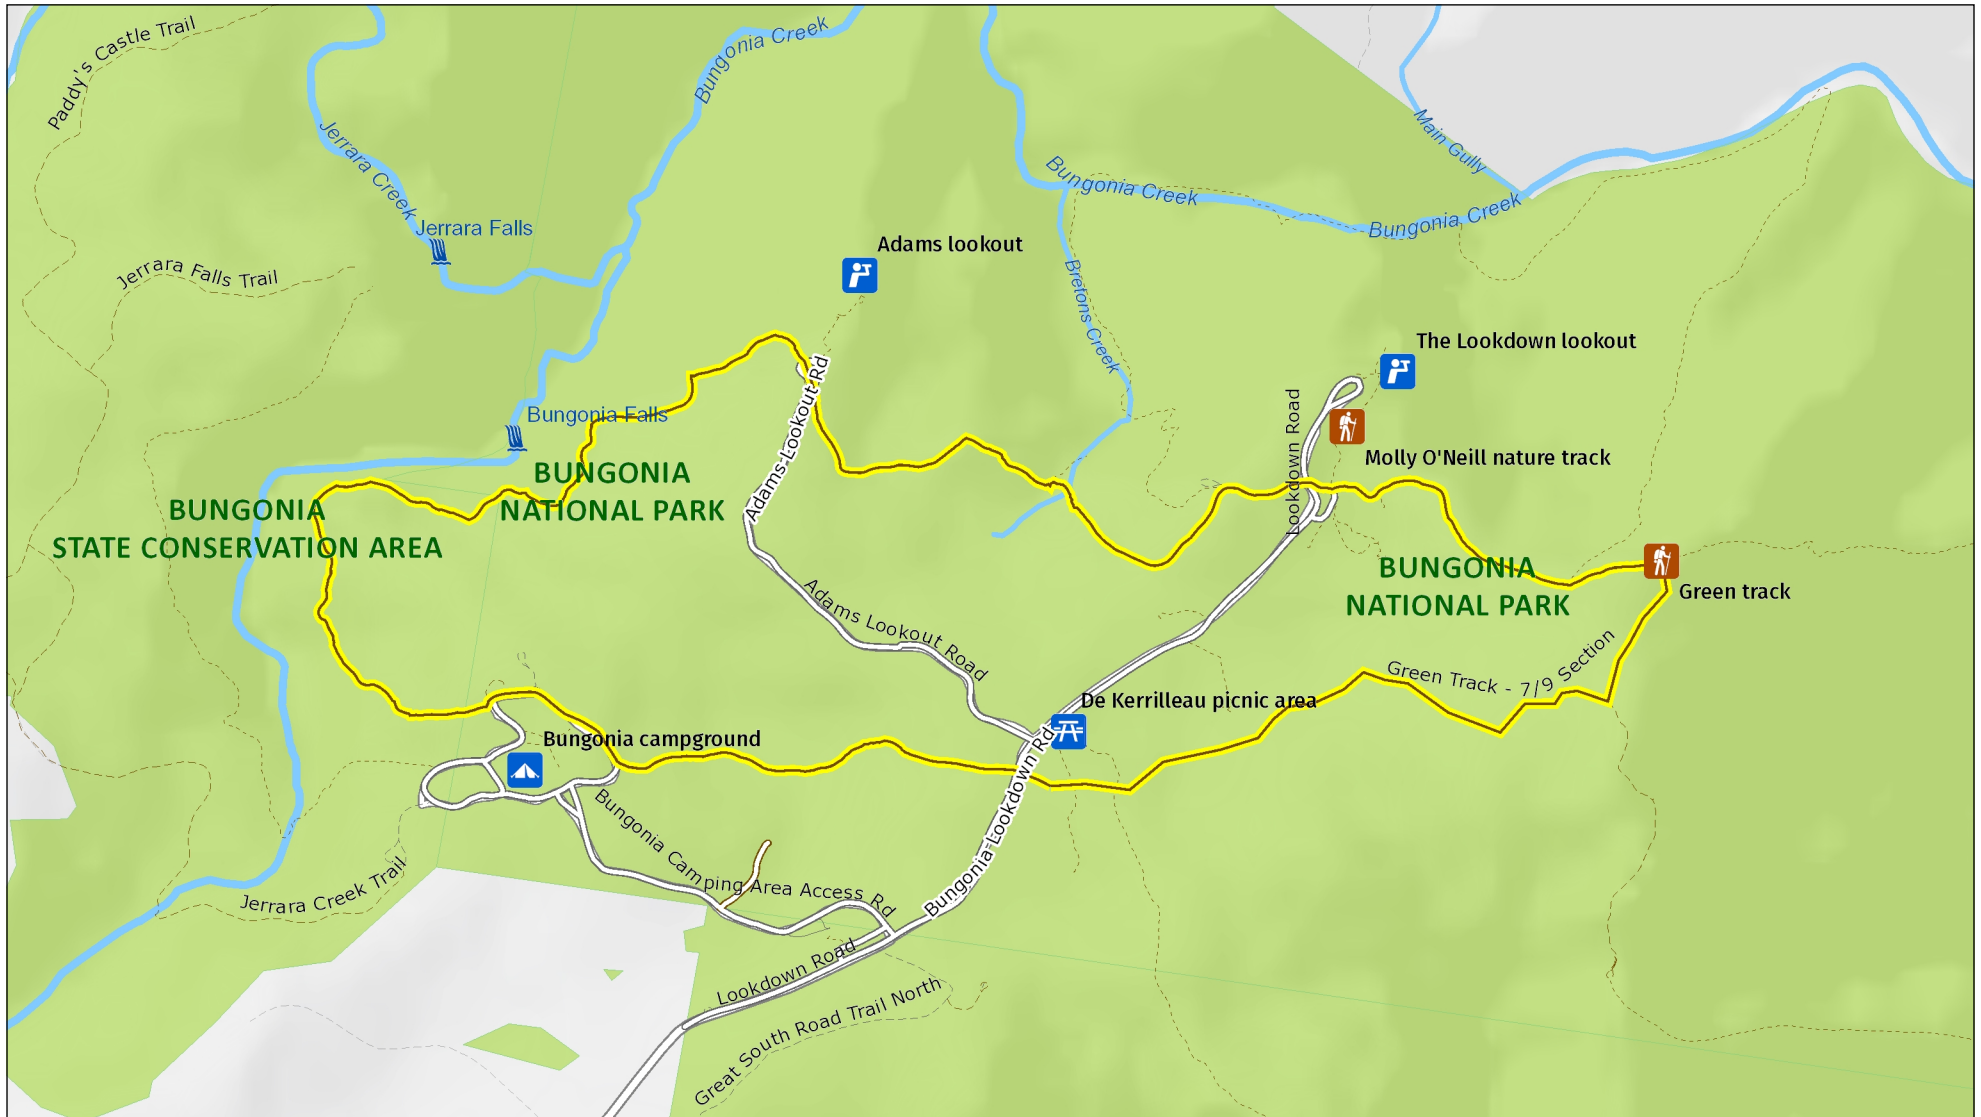 Paddy's Castle Trail
Bungonia Creek
Main Gully
Jerrara Creek
Bungonia Creek
Bungonia Creek
Jerrara Falls
Adams lookout
Jerrara Falls Trail
Bretons Creek
The Lookdown lookout
Adams Lookout Rd
Bungonia Falls
Lookdown Road
Molly O'Neill nature track
BUNGONIA
NATIONAL PARK
BUNGONIA
STATE CONSERVATION AREA
BUNGONIA
NATIONAL PARK
Green track
Adams Lookout Road
Green Track - 7/9 Section
De Kerrilleau picnic area
Bungonia campground
Bungonia Lookdown Rd
Bungonia Camping Area Access Rd
Jerrara Creek Trail
Lookdown Road
Great South Road Trail North